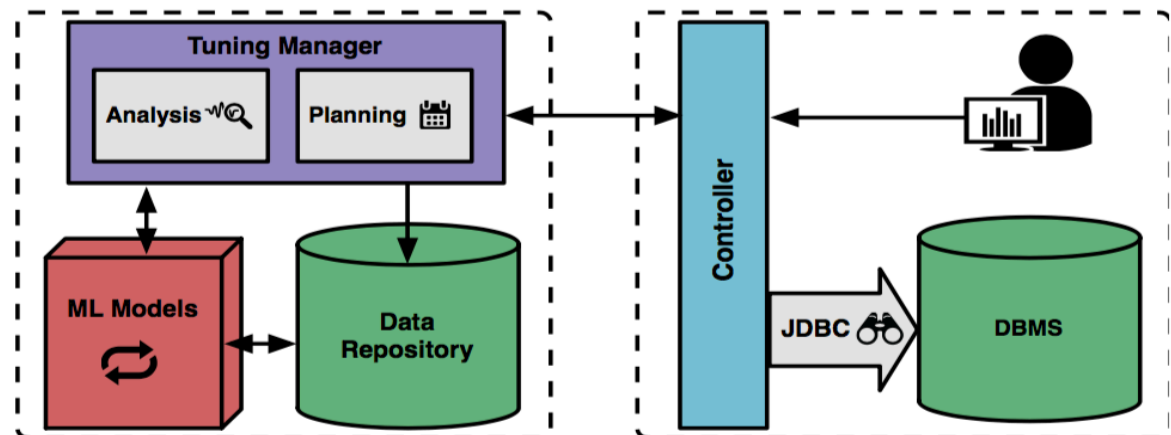 Tuning Manager
Analysis
Planning
ML Models
Data
Repository
Controller
JDBC
DBMS